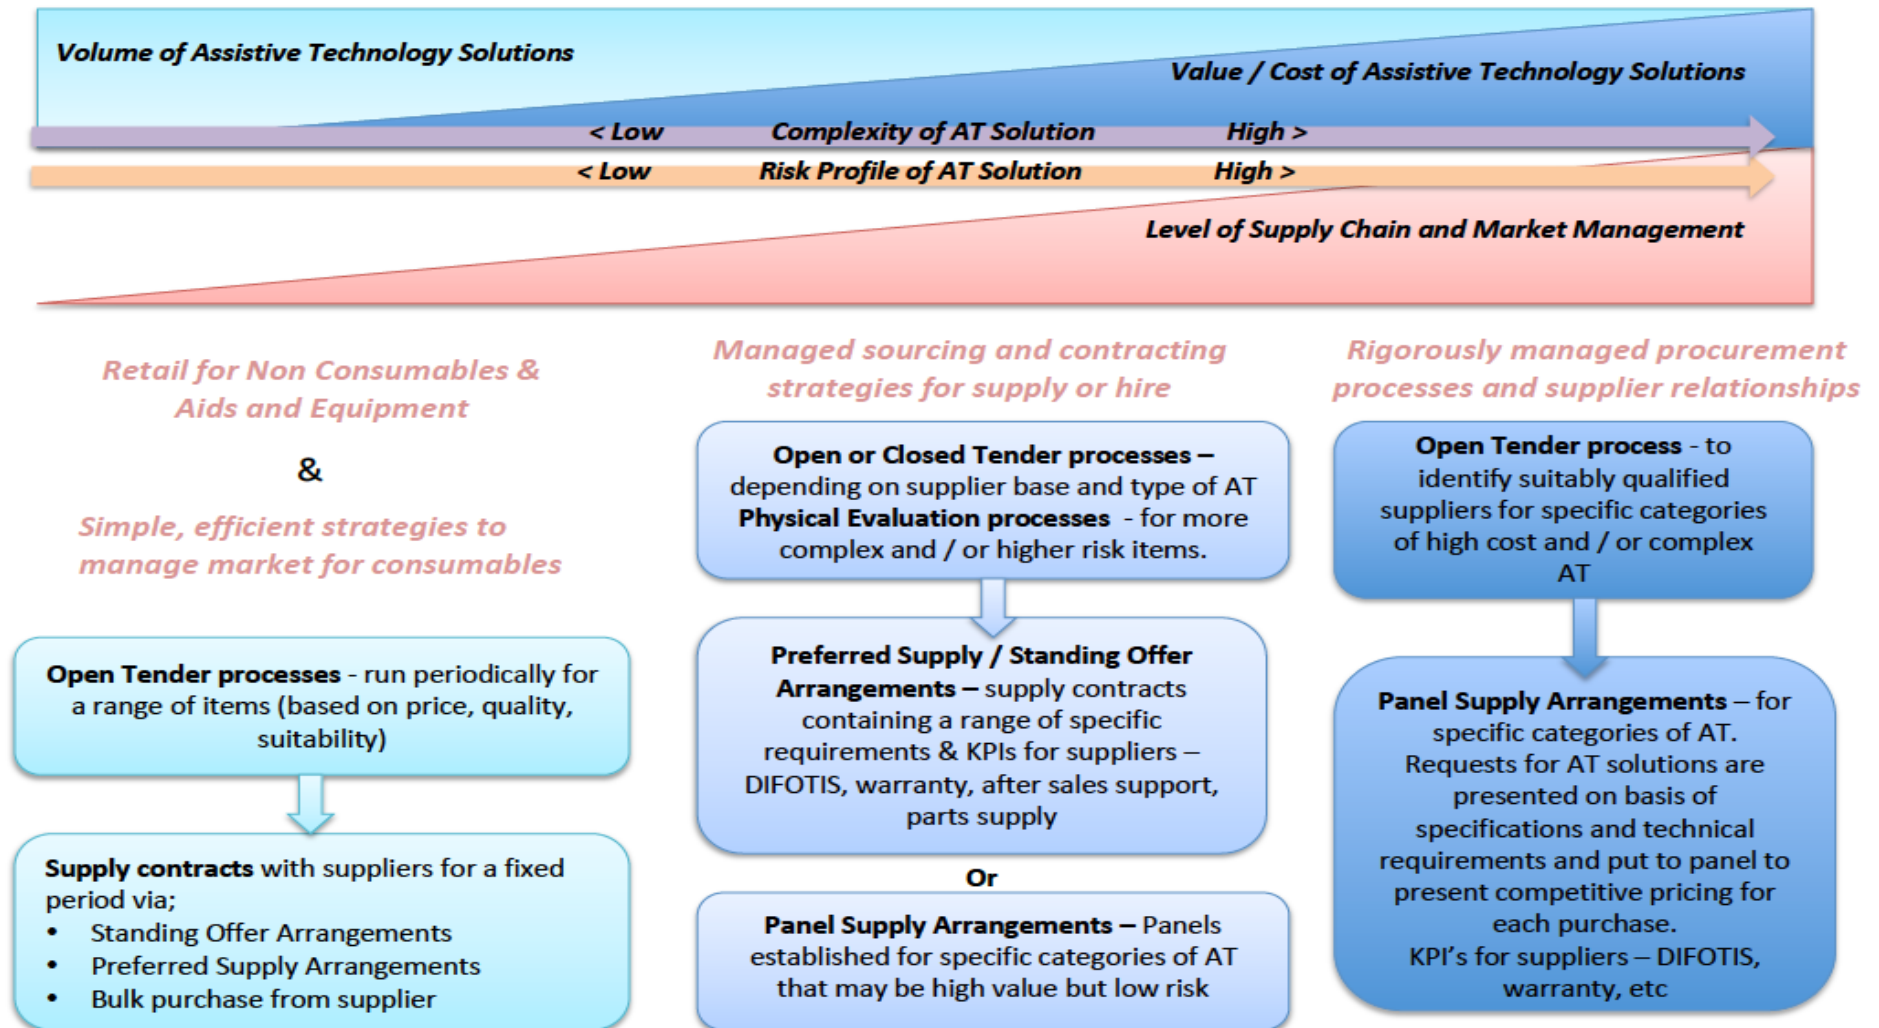 Volume of Assistive Technology Solutions
Value / Cost of Assistive Technology Solutions
< Low Complexity of AT Solution High >
< Low Risk Profile of AT Solution High >
Level of Supply Chain and Market Management
Retail for Non Consumables &
Aids and Equipment
&
Simple, efficient strategies to
manage market for consumables
Open Tender processes - run periodically for
a range of items (based on price, quality,
suitability)
Supply contracts with suppliers for a fixed
period via;
• Standing Offer Arrangements
• Preferred Supply Arrangements
• Bulk purchase from supplier
Managed sourcing and contracting
strategies for supply or hire
Open or Closed Tender processes –
depending on supplier base and type of AT
Physical Evaluation processes - for more
complex and / or higher risk items.
Preferred Supply / Standing Offer
Arrangements – supply contracts
containing a range of specific
requirements & KPIs for suppliers –
DIFOTIS, warranty, after sales support,
parts supply
Or
Panel Supply Arrangements – Panels
established for specific categories of AT
that may be high value but low risk
Rigorously managed procurement
processes and supplier relationships
Open Tender process - to
identify suitably qualified
suppliers for specific categories
of high cost and / or complex
AT
Panel Supply Arrangements – for
specific categories of AT.
Requests for AT solutions are
presented on basis of
specifications and technical
requirements and put to panel to
present competitive pricing for
each purchase.
KPI's for suppliers – DIFOTIS,
warranty, etc